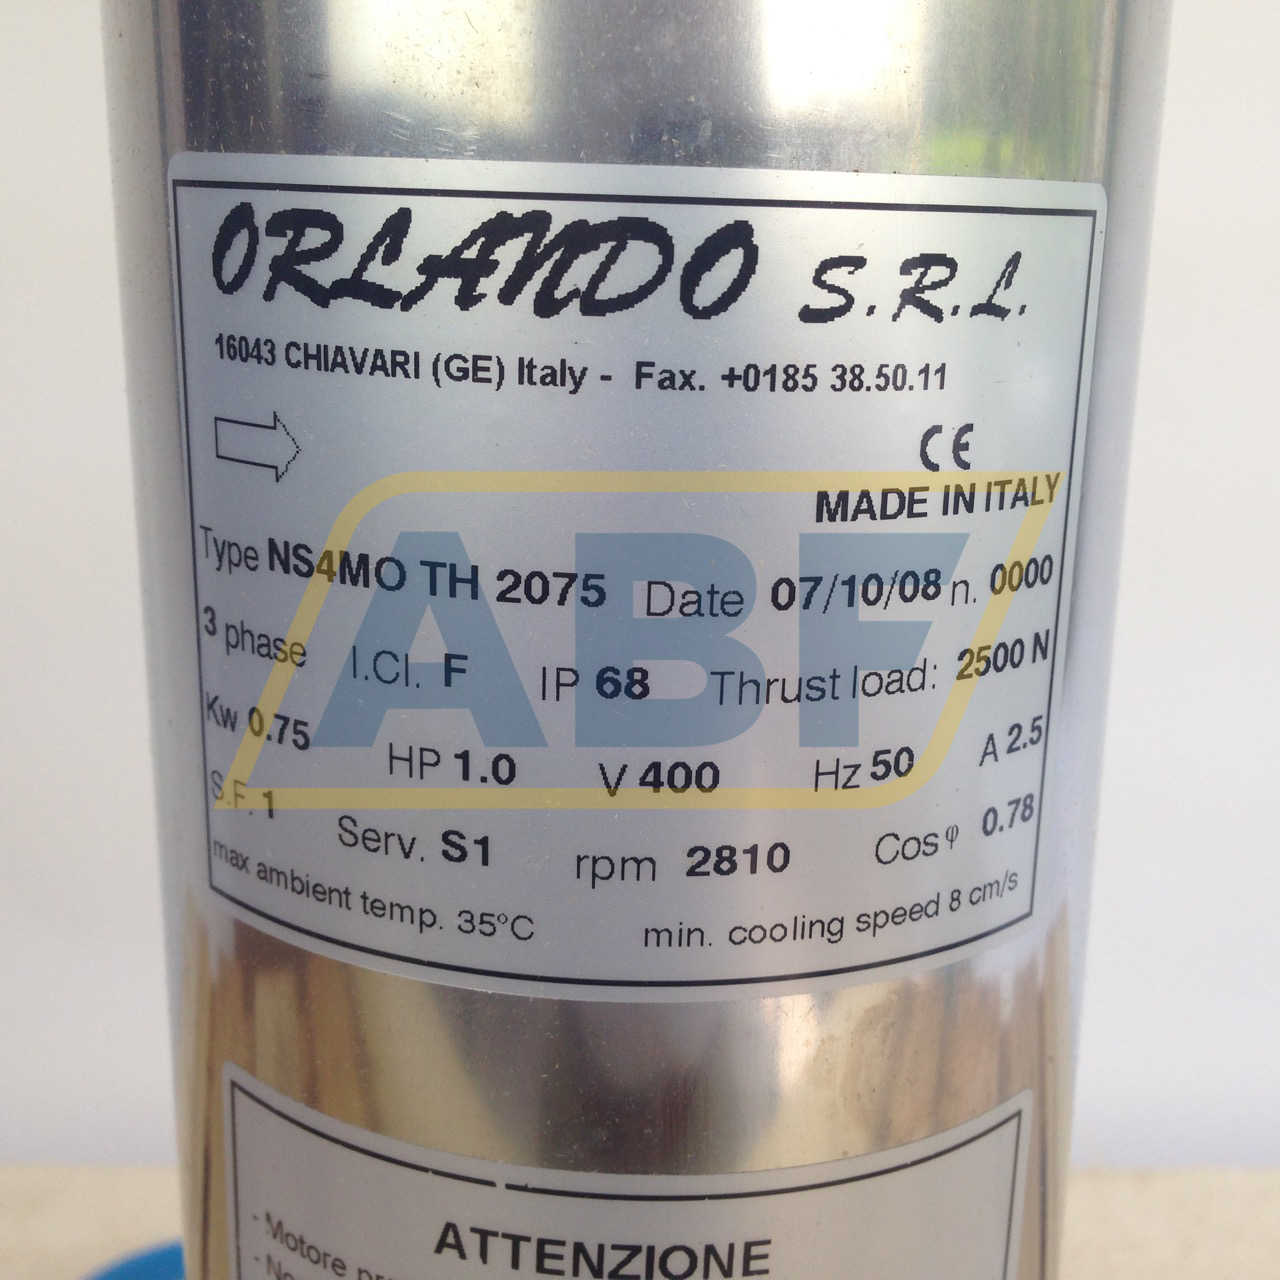 ORLANDO S.R.L.
16043 CHIAVARI (GE) Italy - Fax. +0185 38.50.11
CE
MADE IN ITALY
Type NS4MO TH 2075 Date 07/10/08 n. 0000
3 phase I.Cl. F IP 68 Thrust load: 2500 N
Kw 0.75 HP 1.0 V 400 Hz 50 A 2.5
S.F. 1 Serv. S1 rpm 2810 Cos φ 0.78
max ambient temp. 35°C min. cooling speed 8 cm/s
ABF
ATTENZIONE
- Motore